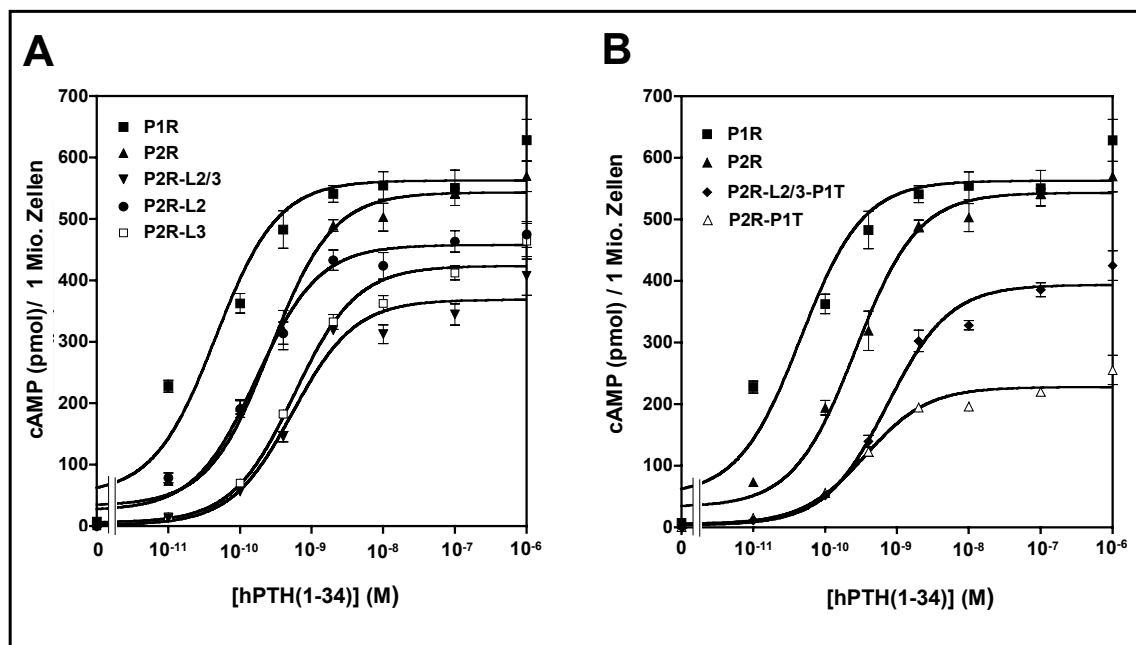 A
B
cAMP (pmol)/ 1 Mio. Zellen
700
600
500
400
300
200
100
0
P1R
P2R
P2R-L2/3
P2R-L2
P2R-L3
0 10-11 10-10 10-9 10-8 10-7 10-6
[hPTH(1-34)] (M)
cAMP (pmol) / 1 Mio. Zellen
700
600
500
400
300
200
100
0
P1R
P2R
P2R-L2/3-P1T
P2R-P1T
0 10-11 10-10 10-9 10-8 10-7 10-6
[hPTH(1-34)] (M)